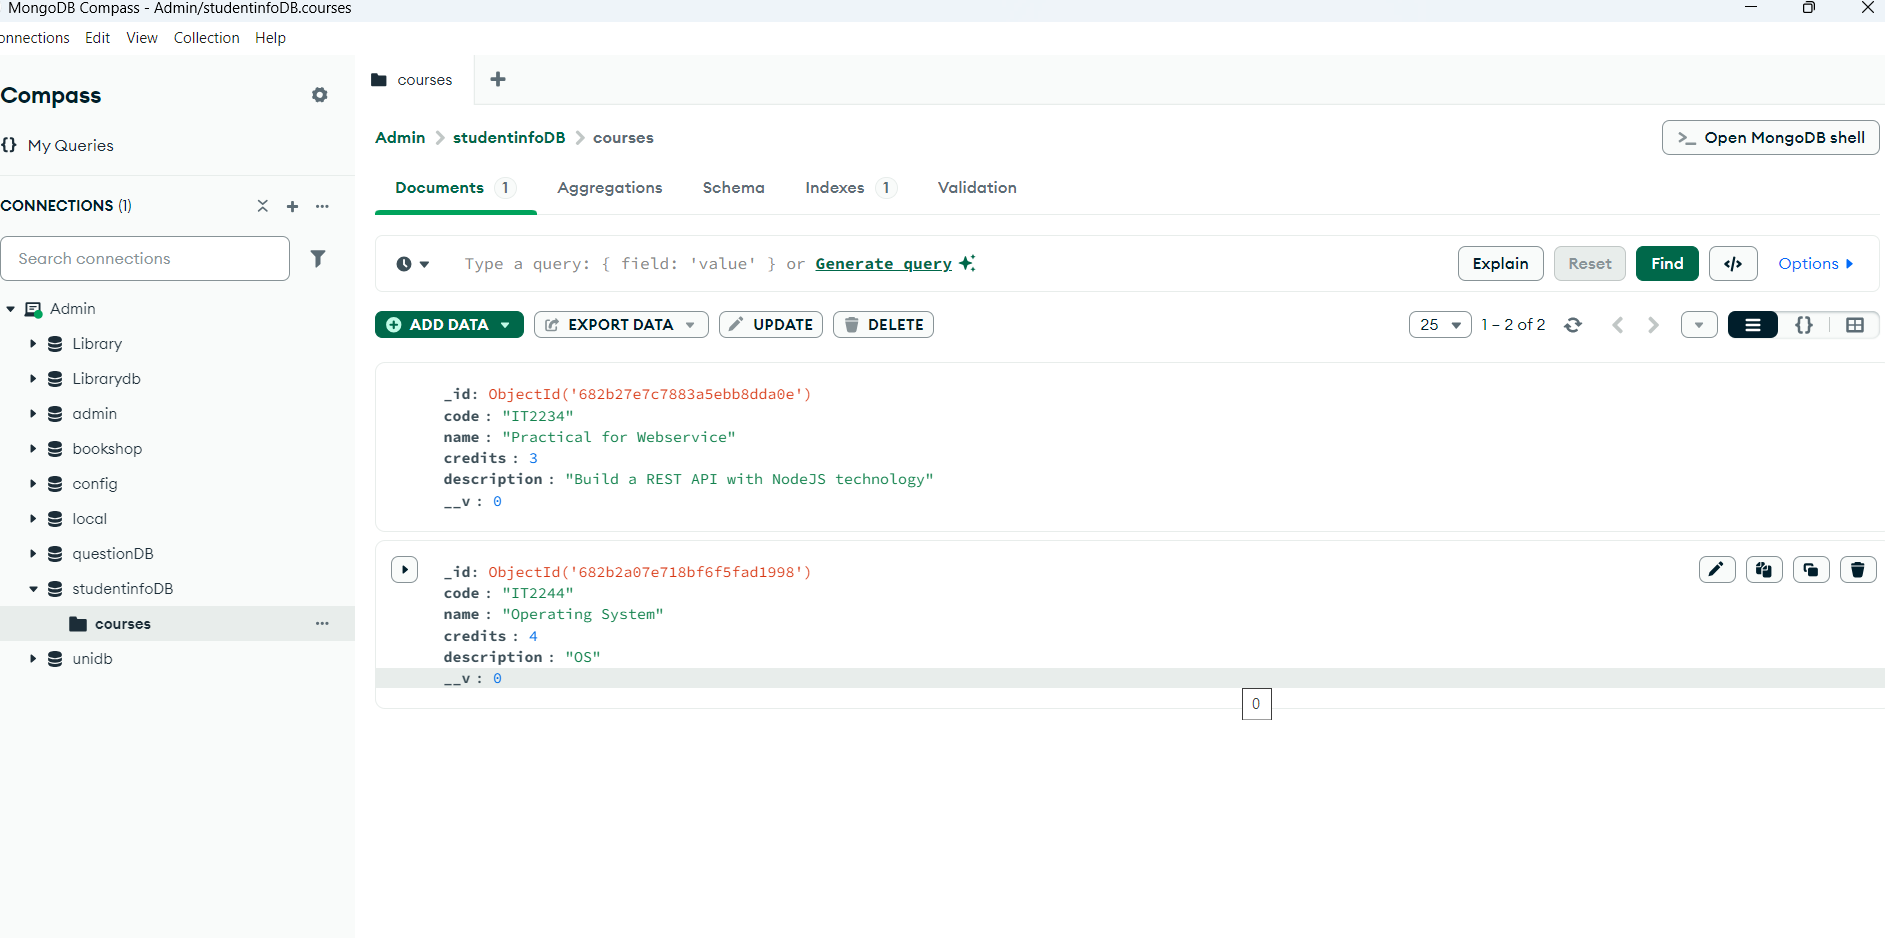 MongoDB Compass - Admin/studentinfoDB.courses
onnections Edit View Collection Help
Compass
{} My Queries
CONNECTIONS (1)
Search connections
Admin
Library
Librarydb
admin
bookshop
config
local
questionDB
studentinfoDB
courses
unidb
courses
Admin > studentinfoDB > courses
>_ Open MongoDB shell
Documents 1 Aggregations Schema Indexes 1 Validation
Type a query: { field: 'value' } or Generate query
Explain Reset Find </> Options
ADD DATA EXPORT DATA UPDATE DELETE
25 1 – 2 of 2 {}
_id: ObjectId('682b27e7c7883a5ebb8dda0e')
code : "IT2234"
name : "Practical for Webservice"
credits : 3
description : "Build a REST API with NodeJS technology"
__v : 0
_id: ObjectId('682b2a07e718bf6f5fad1998')
code : "IT2244"
name : "Operating System"
credits : 4
description : "OS"
__v : 0
0